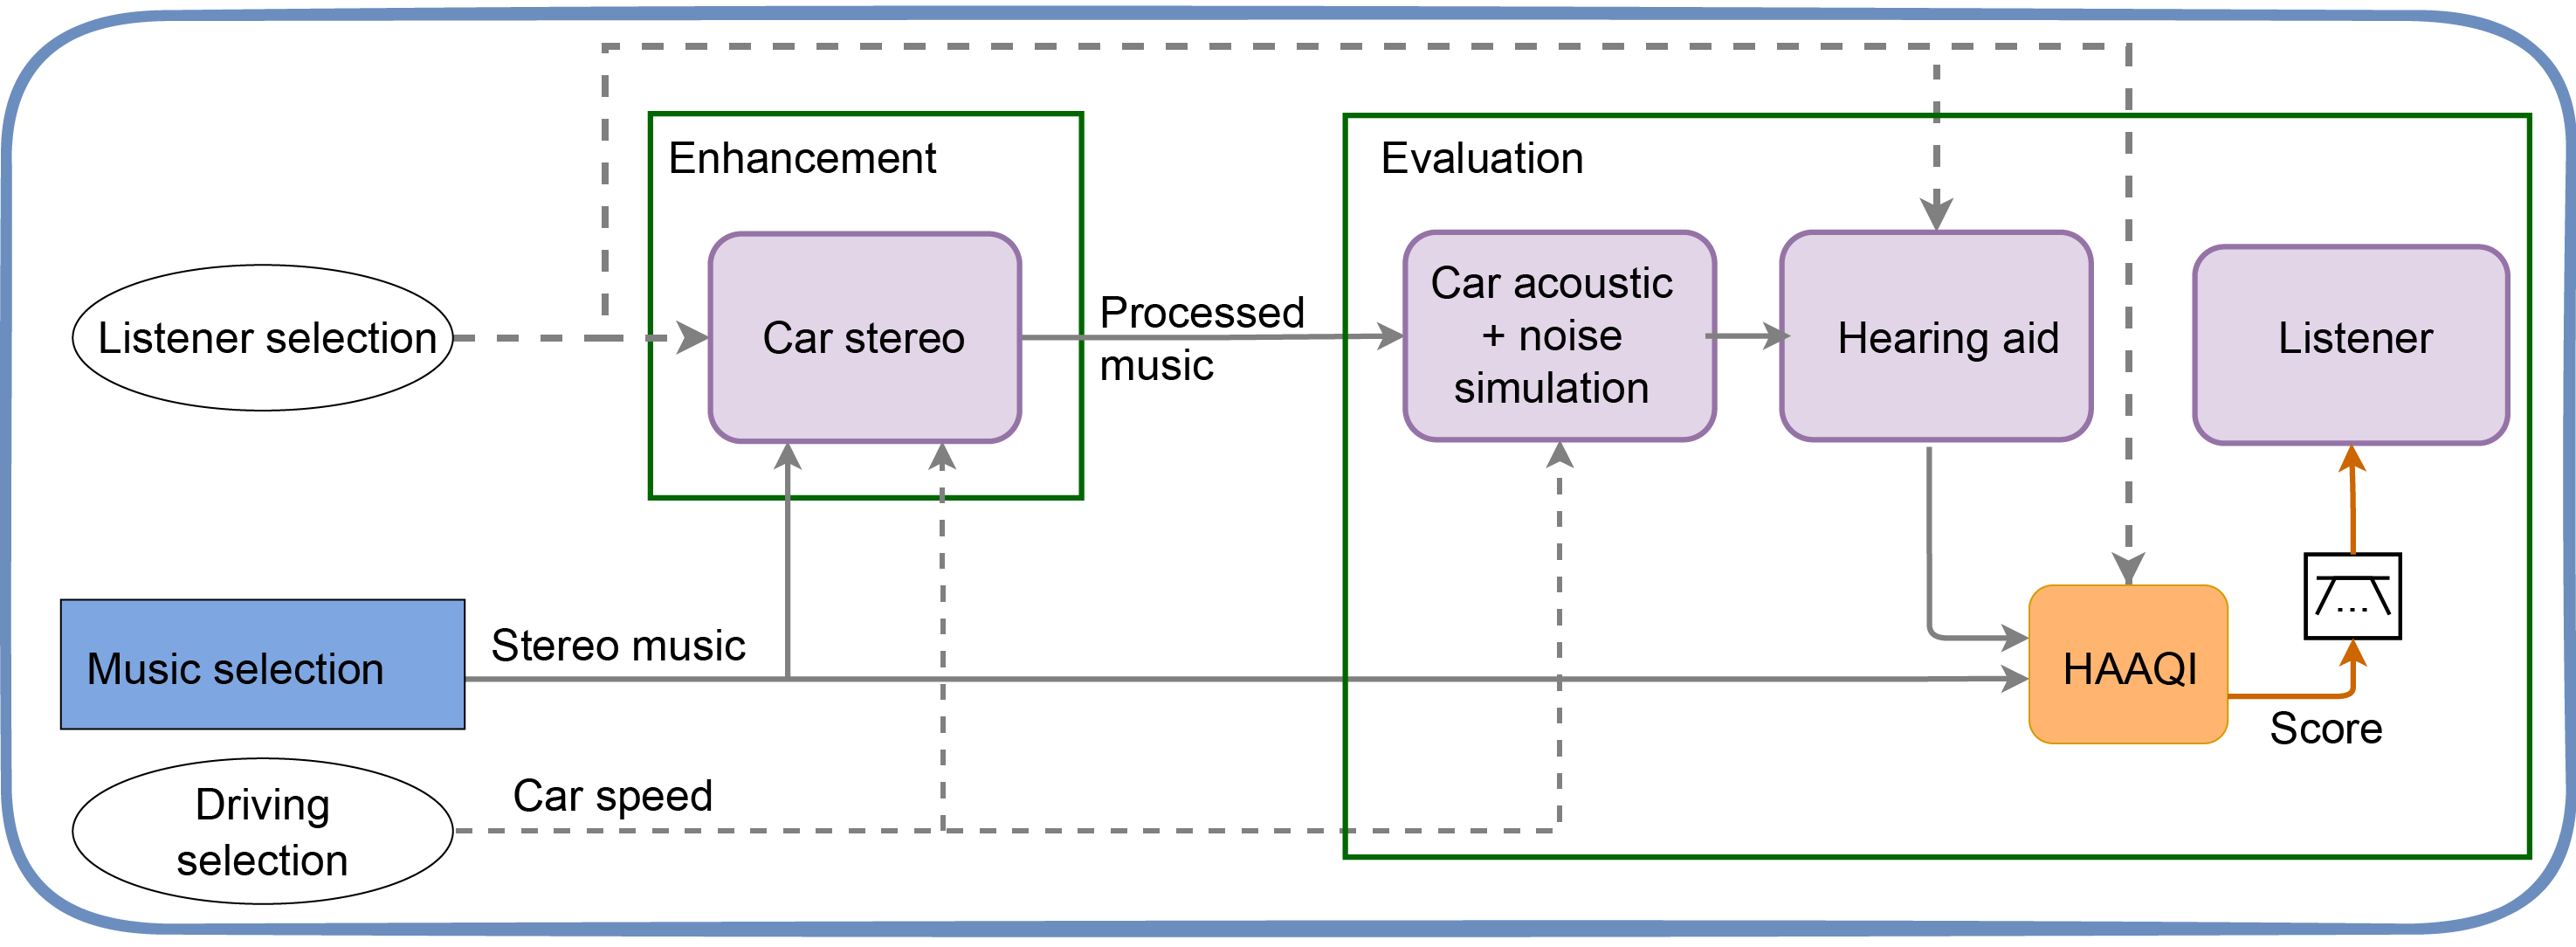 Enhancement
Evaluation
Listener selection
Car stereo
Processed
music
Car acoustic
+ noise
simulation
Hearing aid
Listener
Music selection
Stereo music
HAAQI
...
Score
Driving
selection
Car speed